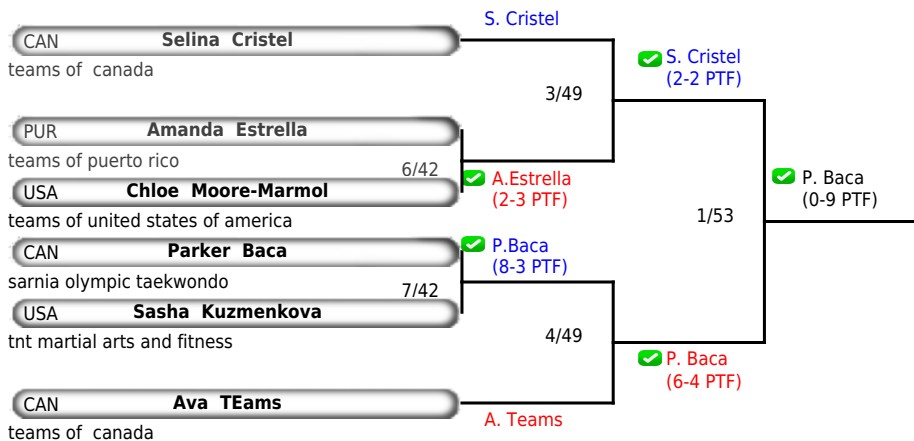 S. Cristel
CAN Selina Cristel
teams of canada
S. Cristel
(2-2 PTF)
3/49
PUR Amanda Estrella
teams of puerto rico
6/42
A.Estrella
(2-3 PTF)
USA Chloe Moore-Marmol
teams of united states of america
P. Baca
(0-9 PTF)
1/53
CAN Parker Baca
sarnia olympic taekwondo
P.Baca
(8-3 PTF)
7/42
USA Sasha Kuzmenkova
tnt martial arts and fitness
4/49
P. Baca
(6-4 PTF)
CAN Ava TEams
teams of canada
A. Teams